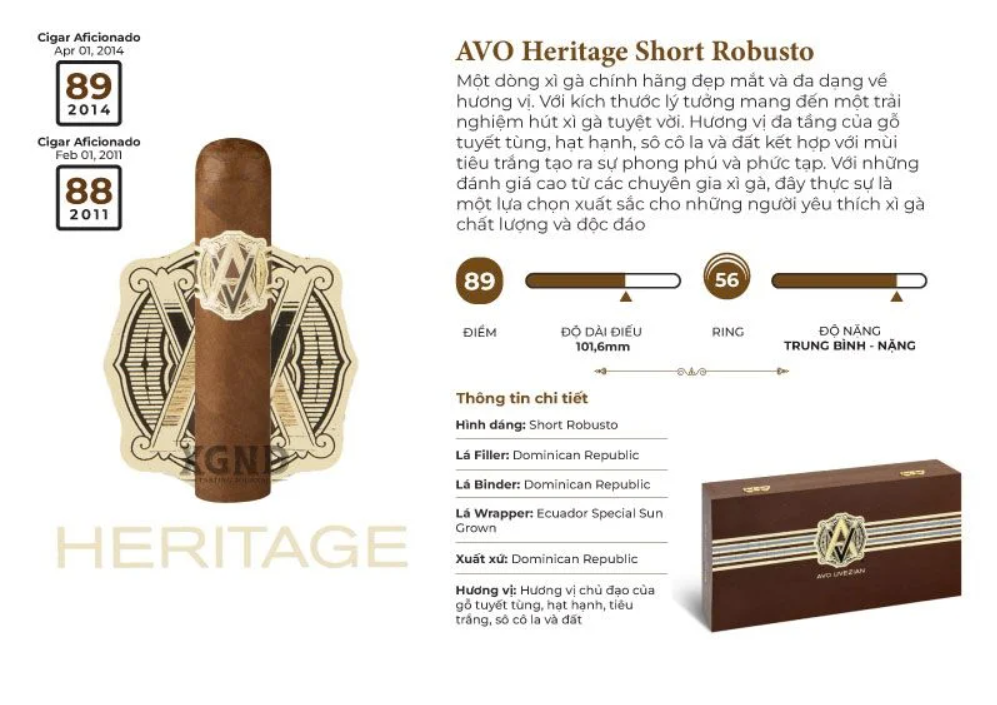 Cigar Aficionado
Apr 01, 2014
89
2014
Cigar Aficionado
Feb 01, 2011
88
2011
HERITAGE
XGND
AVO Heritage Short Robusto
Một dòng xì gà chính hãng đẹp mắt và đa dạng về
hương vị. Với kích thước lý tưởng mang đến một trải
nghiệm hút xì gà tuyệt vời. Hương vị đa tầng của gỗ
tuyết tùng, hạt hạnh, sô cô la và đất kết hợp với mùi
tiêu trắng tạo ra sự phong phú và phức tạp. Với những
đánh giá cao từ các chuyên gia xì gà, đây thực sự là
một lựa chọn xuất sắc cho những người yêu thích xì gà
chất lượng và độc đáo
89
56
ĐIỂM
ĐỘ DÀI ĐIẾU
101,6mm
RING
ĐỘ NẶNG
TRUNG BÌNH - NẶNG
Thông tin chi tiết
Hình dáng: Short Robusto
Lá Filler: Dominican Republic
Lá Binder: Dominican Republic
Lá Wrapper: Ecuador Special Sun
Grown
Xuất xứ: Dominican Republic
Hương vị: Hương vị chủ đạo của
gỗ tuyết tùng, hạt hạnh, tiêu
trắng, sô cô la và đất
AVO UVEZIAN